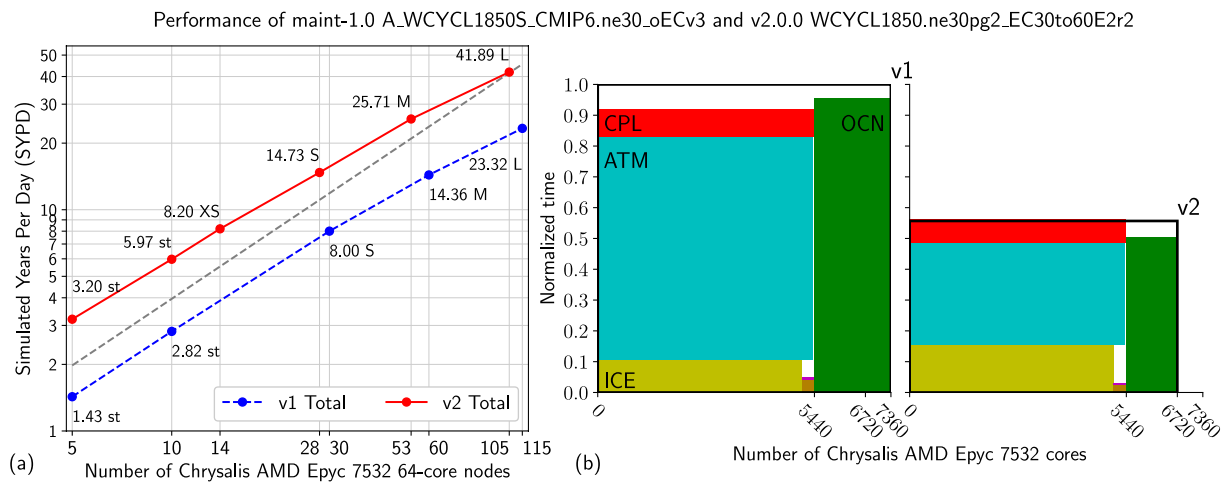 Performance of maint-1.0 A_WCYCL1850S_CMIP6.ne30_oECv3 and v2.0.0 WCYCL1850.ne30pg2_EC30to60E2r2
Simulated Years Per Day (SYPD)
50
40
30
20
10
9
8
7
6
5
4
3
2
1
41.89 L
25.71 M
14.73 S
8.20 XS
5.97 st
3.20 st
23.32 L
14.36 M
8.00 S
2.82 st
1.43 st
v1 Total
v2 Total
5 10 14 28 30 53 60 105 115
(a)
Number of Chrysalis AMD Epyc 7532 64-core nodes
Normalized time
1.0
0.9
0.8
0.7
0.6
0.5
0.4
0.3
0.2
0.1
0.0
v1
CPL
OCN
ATM
ICE
v2
0 5440 6720 7360
0 5440 6720 7360
(b)
Number of Chrysalis AMD Epyc 7532 cores